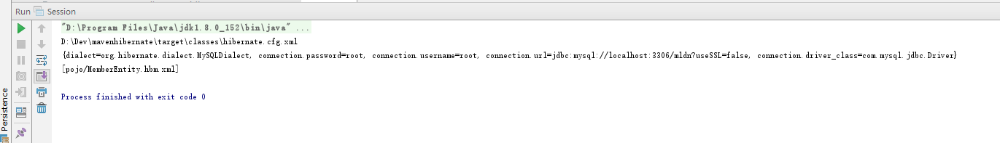 Run Session
"D:\Program Files\Java\jdk1.8.0_152\bin\java" ...
D:\Dev\mavenhibernate\target\classes\hibernate.cfg.xml
{dialect=org.hibernate.dialect.MySQLDialect, connection.password=root, connection.username=root, connection.url=jdbc:mysql://localhost:3306/mldn?useSSL=false, connection.driver_class=com.mysql.jdbc.Driver}
[pojo/MemberEntity.hbm.xml]
Process finished with exit code 0
Persistence